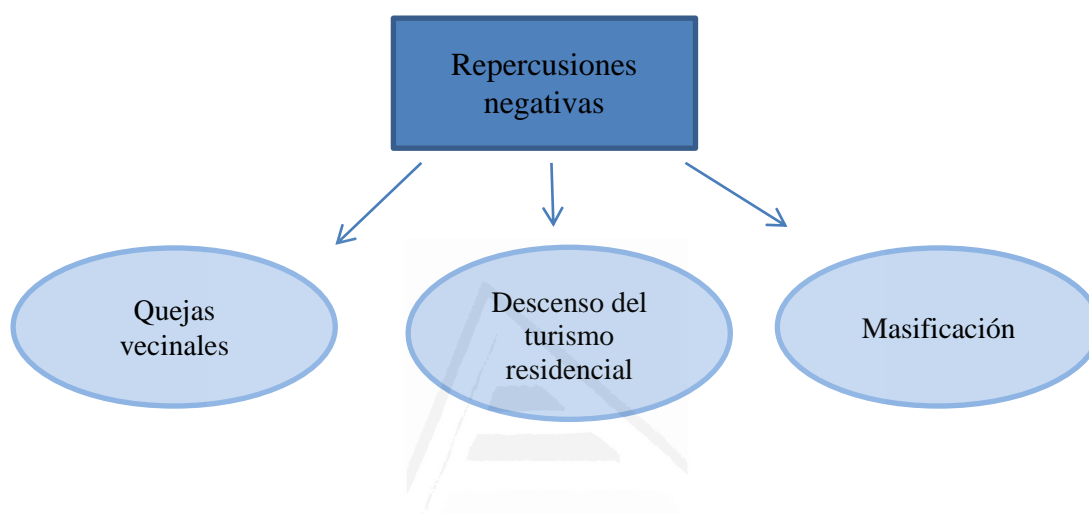 Repercusiones
negativas
Quejas
vecinales
Descenso del
turismo
residencial
Masificación